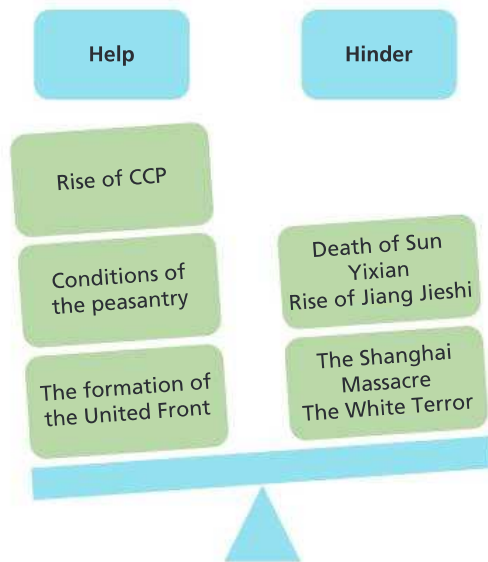 Help
Hinder
Rise of CCP
Conditions of
the peasantry
The formation of
the United Front
Death of Sun
Yixian
Rise of Jiang Jieshi
The Shanghai
Massacre
The White Terror